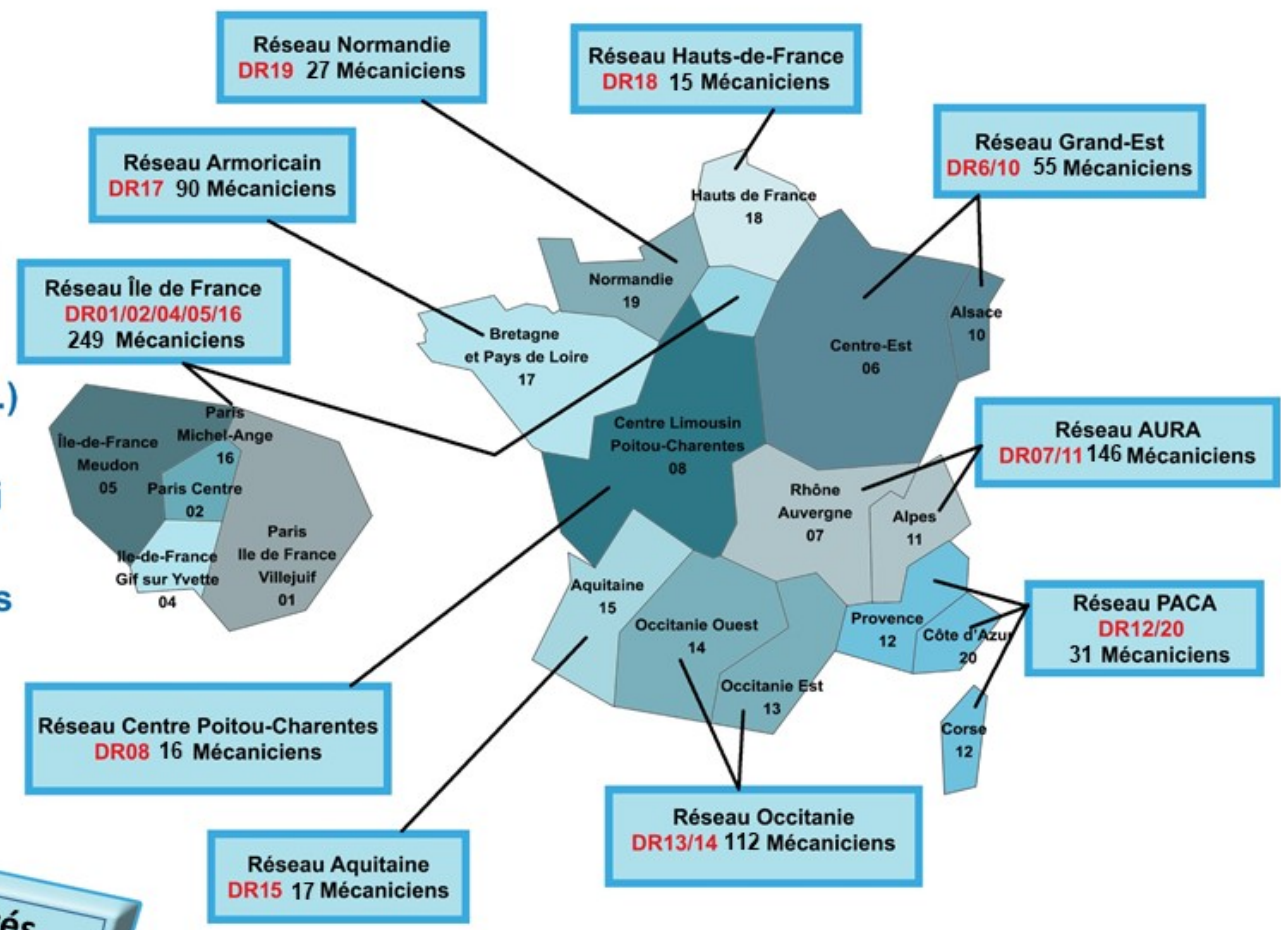 Réseau Normandie
DR19 27 Mécaniciens
Réseau Hauts-de-France
DR18 15 Mécaniciens
Réseau Grand-Est
DR6/10 55 Mécaniciens
Réseau Armoricain
DR17 90 Mécaniciens
Réseau Île de France
DR01/02/04/05/16
249 Mécaniciens
Hauts de France
18
Normandie
19
Bretagne
et Pays de Loire
17
Alsace
10
Centre-Est
06
Centre Limousin
Poitou-Charentes
08
.)
i
s
Paris
Michel-Ange
16
Île-de-France
Meudon
05
Paris Centre
02
Ile-de-France
Gif sur Yvette
04
Paris
Ile de France
Villejuif
01
Réseau AURA
DR07/11 146 Mécaniciens
Rhône
Auvergne
07
Alpes
11
Aquitaine
15
Occitanie Ouest
14
Occitanie Est
13
Provence
12
Côte d'Azur
20
Corse
12
Réseau PACA
DR12/20
31 Mécaniciens
Réseau Centre Poitou-Charentes
DR08 16 Mécaniciens
Réseau Occitanie
DR13/14 112 Mécaniciens
Réseau Aquitaine
DR15 17 Mécaniciens